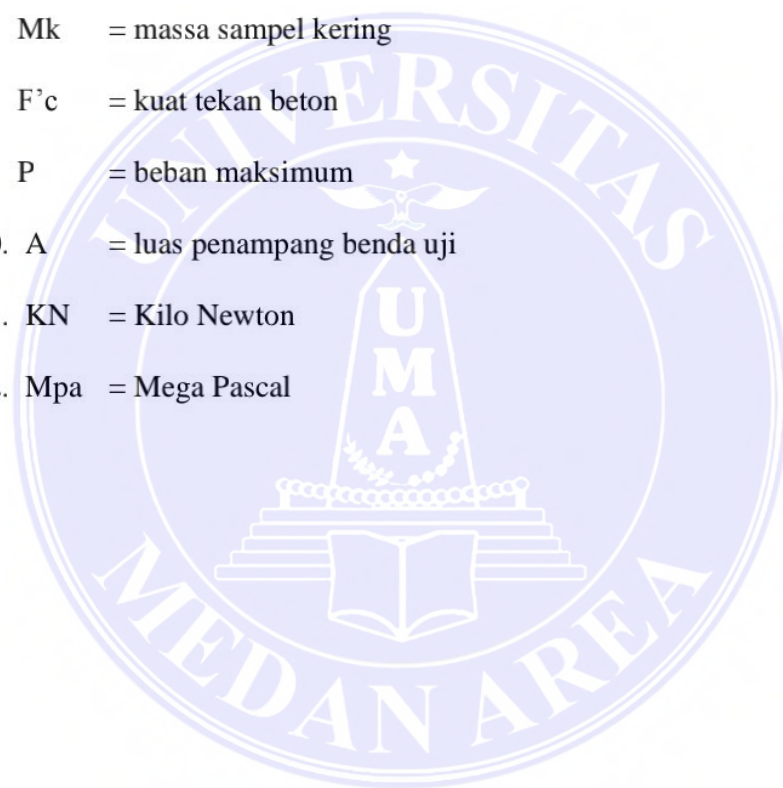 Mk = massa sampel kering
F’c = kuat tekan beton
P = beban maksimum
. A = luas penampang benda uji
. KN = Kilo Newton
. Mpa = Mega Pascal
UNIVERSITAS
UMA
MEDAN AREA